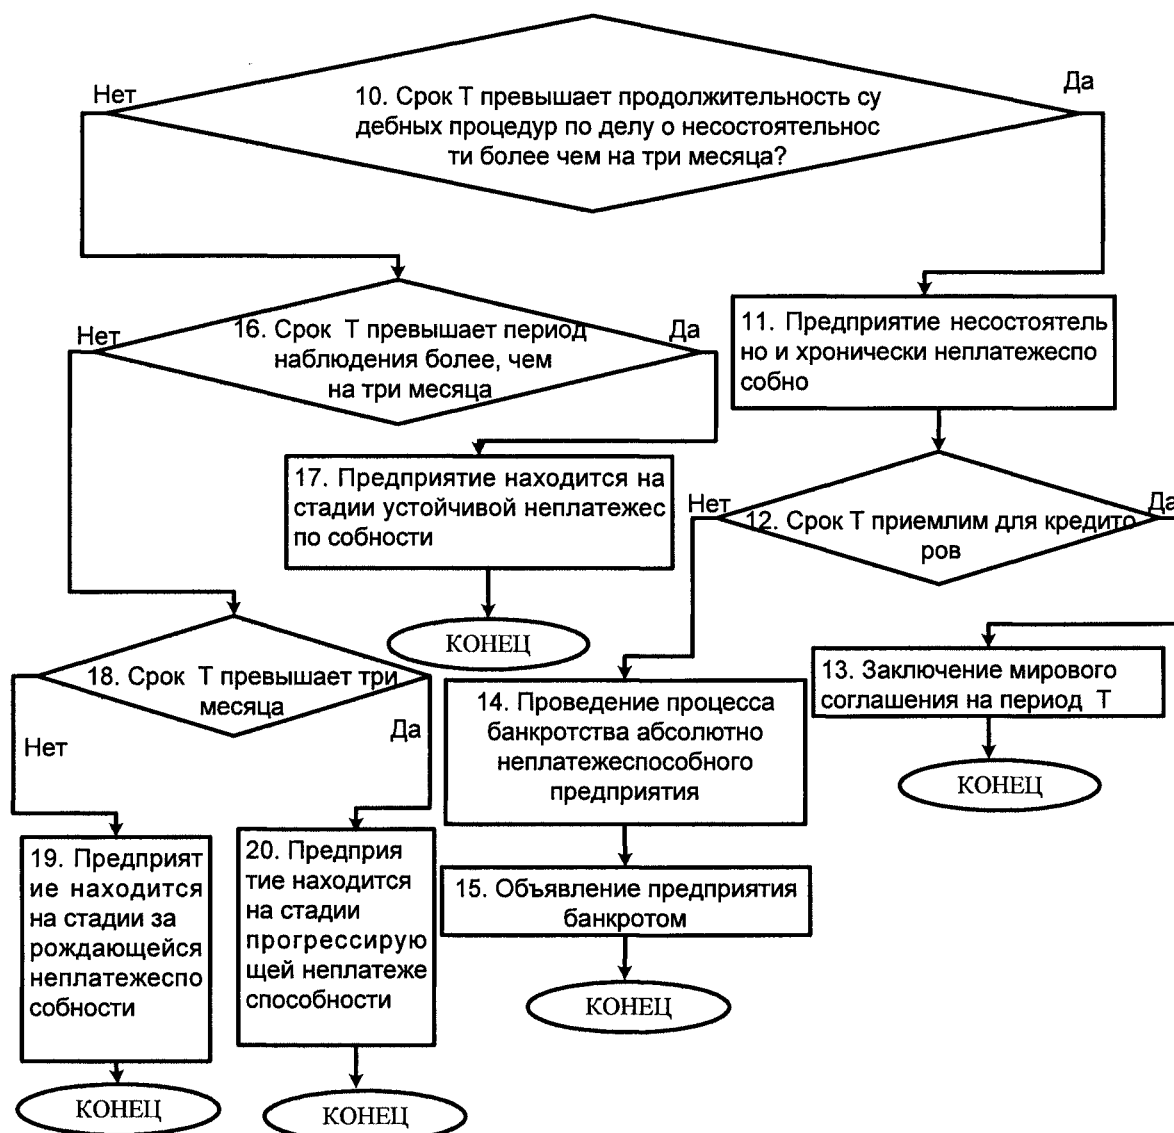 Нет
Да
10. Срок Т превышает продолжительность су
дебных процедур по делу о несостоятельнос
ти более чем на три месяца?
Нет
Да
16. Срок Т превышает период
наблюдения более, чем
на три месяца
11. Предприятие несостоятель
но и хронически неплатежеспо
собно
17. Предприятие находится на
стадии устойчивой неплатежес
по собности
Нет
Да
12. Срок Т приемлим для кредито
ров
КОНЕЦ
18. Срок Т превышает три
месяца
Нет
Да
13. Заключение мирового
соглашения на период Т
14. Проведение процесса
банкротства абсолютно
неплатежеспособного
предприятия
КОНЕЦ
19. Предприят
ие находится
на стадии за
рождающейся
неплатежеспо
собности
20. Предприя
тие находится
на стадии
прогрессирую
щей неплатеже
способности
15. Объявление предприятия
банкротом
КОНЕЦ
КОНЕЦ
КОНЕЦ